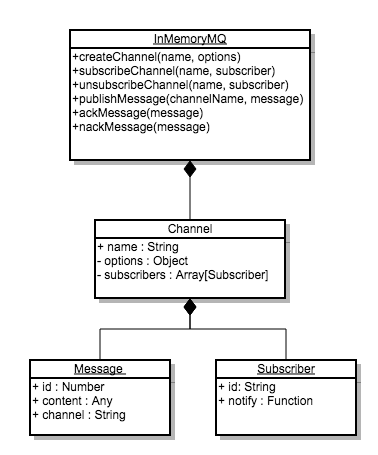 InMemoryMQ
+createChannel(name, options)
+subscribeChannel(name, subscriber)
+unsubscribeChannel(name, subscriber)
+publishMessage(channelName, message)
+ackMessage(message)
+nackMessage(message)
Channel
+ name : String
- options : Object
- subscribers : Array[Subscriber]
Message
+ id : Number
+ content : Any
+ channel : String
Subscriber
+ id: String
+ notify : Function